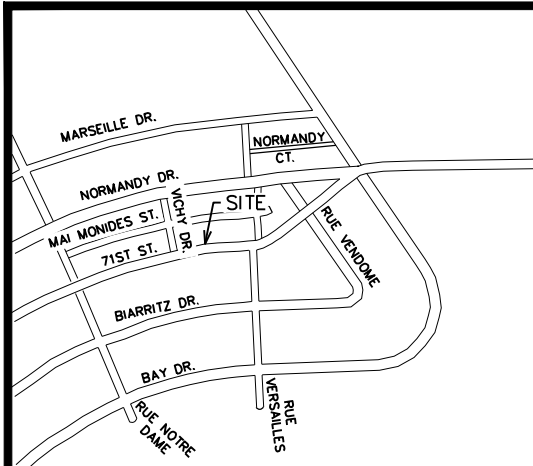 MARSEILLE DR.
NORMANDY
CT.
NORMANDY DR.
VICHY DR.
SITE
MAI MONIDES ST.
71ST ST.
RUE VENDOME
BIARRITZ DR.
BAY DR.
RUE NOTRE
DAME
RUE
VERSAILLES